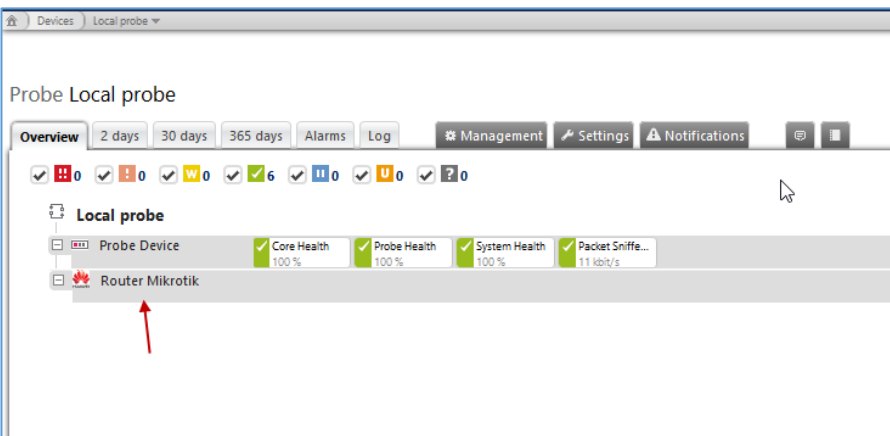 Devices Local probe
Probe Local probe
Overview 2 days 30 days 365 days Alarms Log Management Settings Notifications
!! 0 ! 0 W 0 6 II 0 U 0 ? 0
Local probe
Probe Device Core Health Probe Health System Health Packet Sniffe...
100 % 100 % 100 % 11 kbit/s
Router Mikrotik